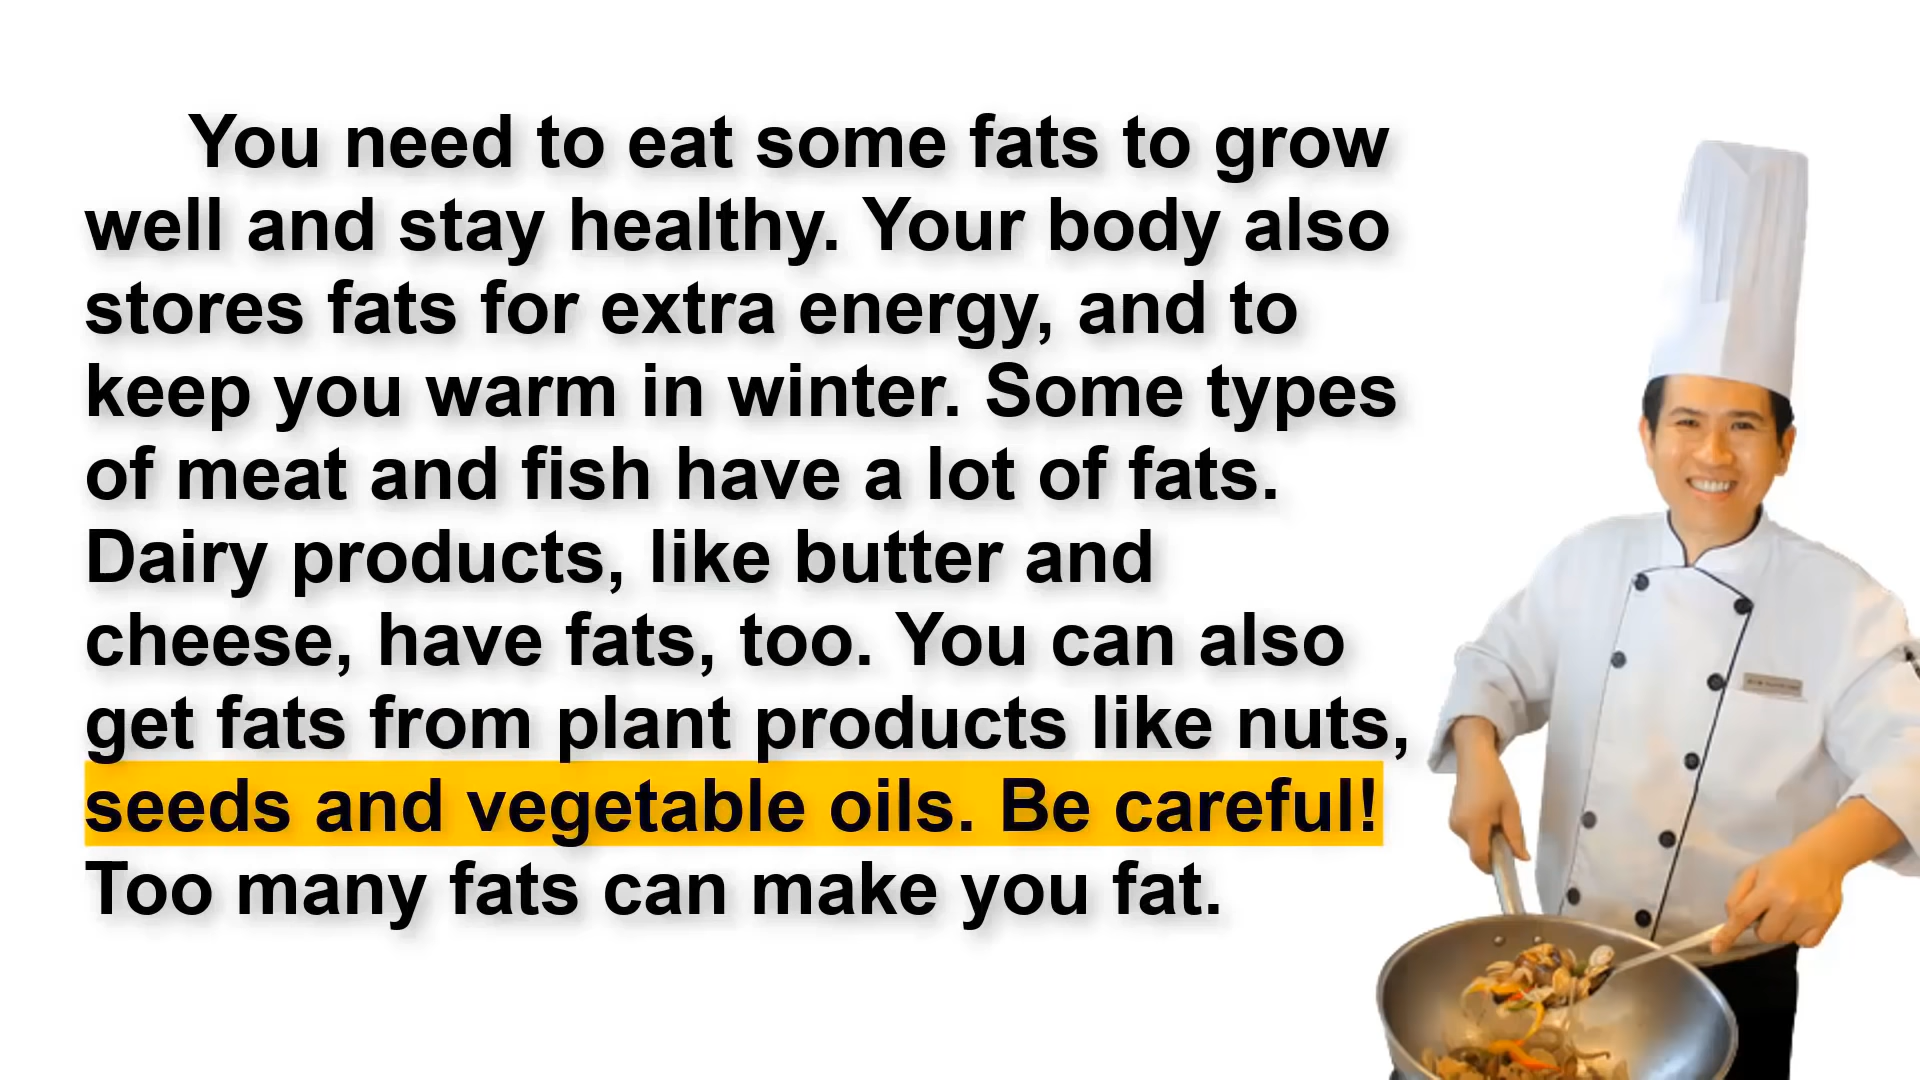 You need to eat some fats to grow
well and stay healthy. Your body also
stores fats for extra energy, and to
keep you warm in winter. Some types
of meat and fish have a lot of fats.
Dairy products, like butter and
cheese, have fats, too. You can also
get fats from plant products like nuts,
seeds and vegetable oils. Be careful!
Too many fats can make you fat.